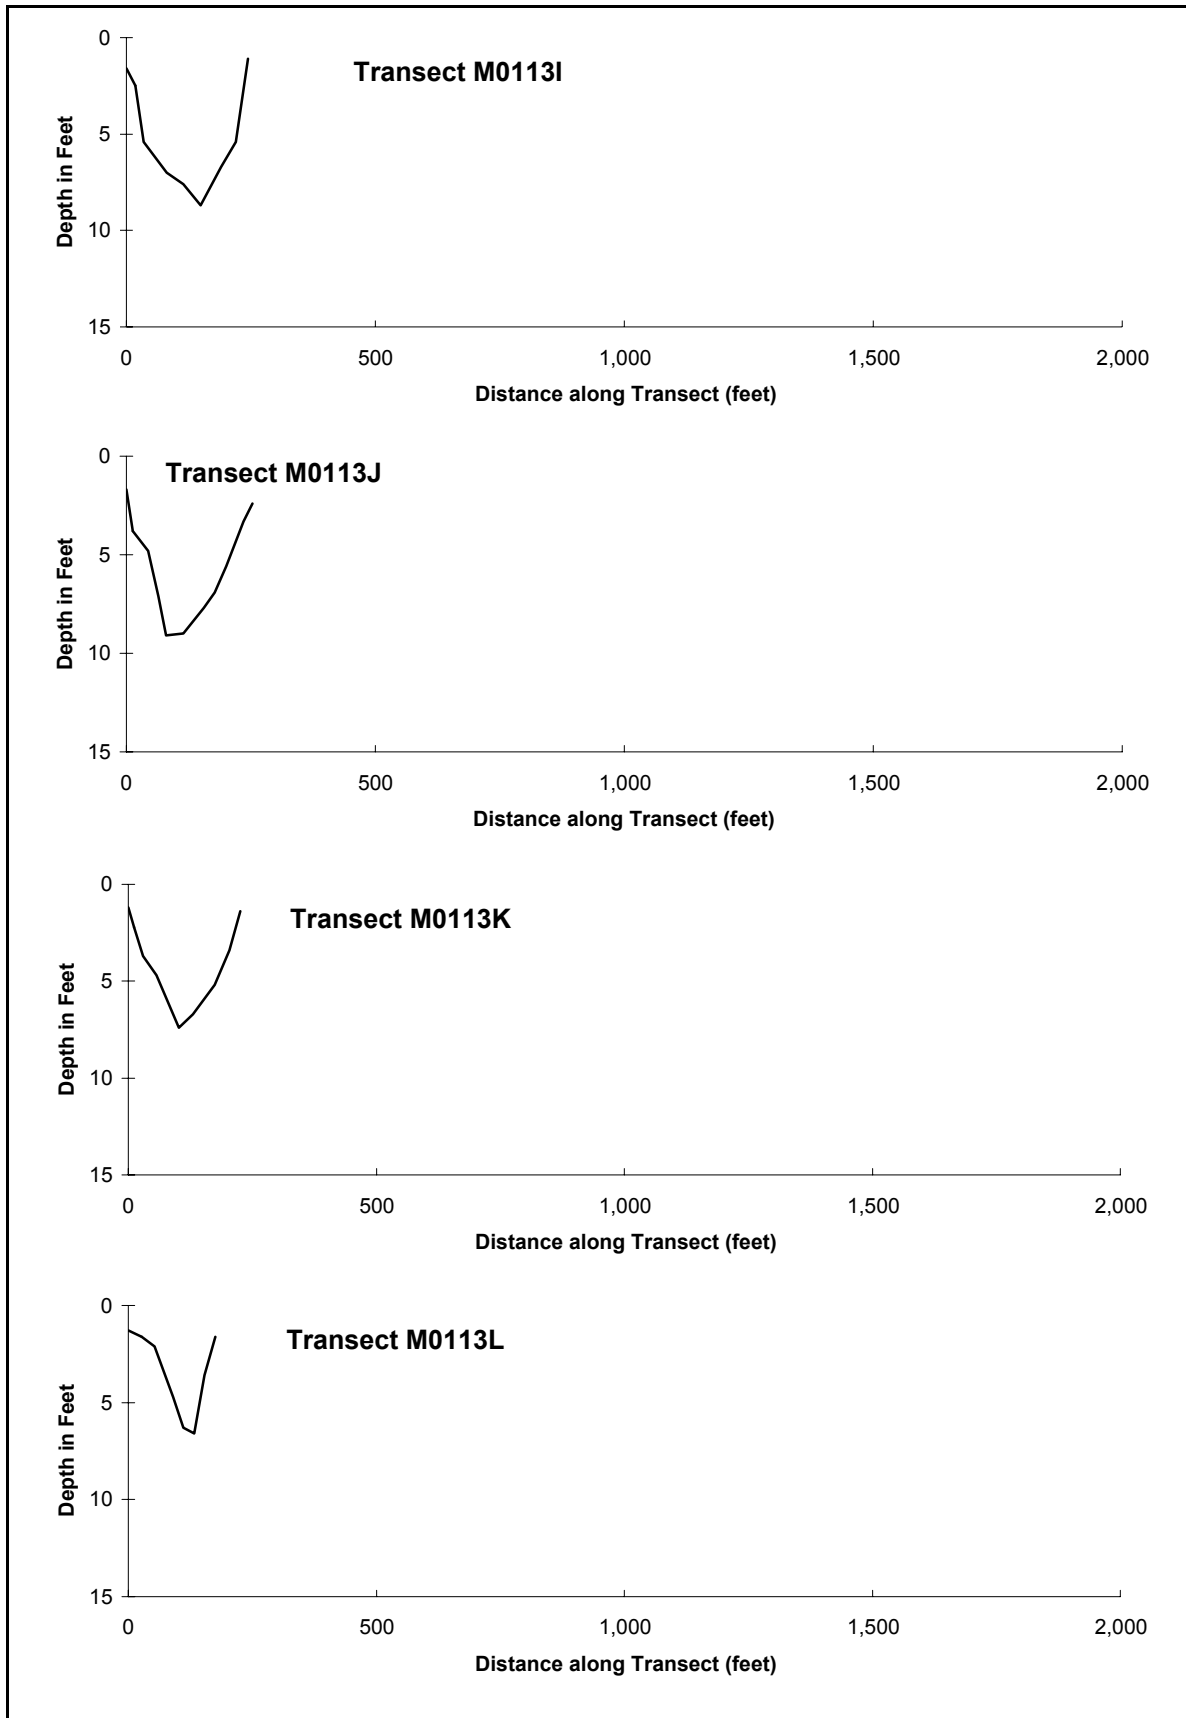 Transect M0113I
0
5
10
15
Depth in Feet
0 500 1,000 1,500 2,000
Distance along Transect (feet)
Transect M0113J
0
5
10
15
Depth in Feet
0 500 1,000 1,500 2,000
Distance along Transect (feet)
Transect M0113K
0
5
10
15
Depth in Feet
0 500 1,000 1,500 2,000
Distance along Transect (feet)
Transect M0113L
0
5
10
15
Depth in Feet
0 500 1,000 1,500 2,000
Distance along Transect (feet)